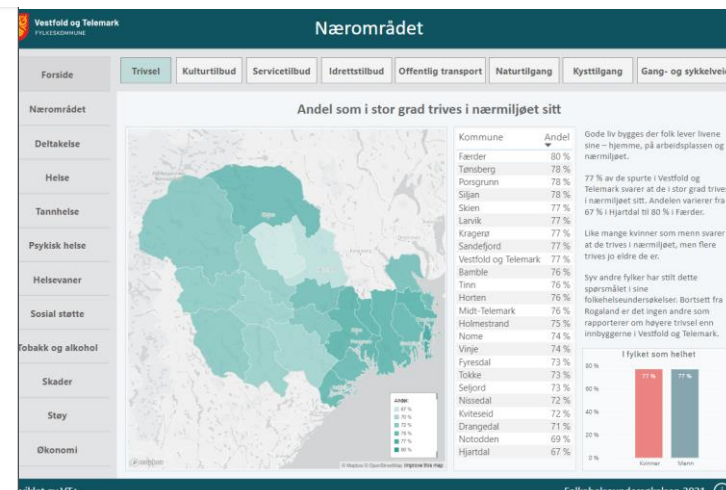 Vestfold og Telemark
FYLKESKOMMUNE
Nærområdet
Forside
Nærområdet
Deltakelse
Helse
Tannhelse
Psykisk helse
Helsevaner
Sosial støtte
Tobakk og alkohol
Skader
Støy
Økonomi
Trivsel
Kulturtilbud
Servicetilbud
Idrettstilbud
Offentlig transport
Naturtilgang
Kysttilgang
Gang- og sykkelveie
Andel som i stor grad trives i nærmiljøet sitt
Kommune Andel
Færder 80 %
Tønsberg 78 %
Porsgrunn 78 %
Siljan 78 %
Skien 77 %
Larvik 77 %
Kragerø 77 %
Sandefjord 77 %
Vestfold og Telemark 77 %
Bamble 76 %
Tinn 76 %
Horten 76 %
Midt-Telemark 76 %
Holmestrand 75 %
Nome 74 %
Vinje 74 %
Fyresdal 73 %
Tokke 73 %
Seljord 73 %
Nissedal 72 %
Kviteseid 72 %
Drangedal 71 %
Notodden 69 %
Hjartdal 67 %
Gode liv bygges der folk lever livene
sine – hjemme, på arbeidsplassen og
nærmiljøet.
77 % av de spurte i Vestfold og
Telemark svarer at de i stor grad trives
i nærmiljøet sitt. Andelen varierer fra
67 % i Hjartdal til 80 % i Færder.
Like mange kvinner som menn svarer
at de trives i nærmiljøet, men flere
trives jo eldre de er.
Syv andre fylker har stilt dette
spørsmålet i sine
folkehelseundersøkelser. Bortsett fra
Rogaland er det ingen andre som
rapporterer om høyere trivsel enn
innbyggerne i Vestfold og Telemark.
I fylket som helhet
80 %
60 %
40 %
20 %
0 %
77 %
77 %
Kvinner
Mann
ANDEL
67 %
70 %
72 %
75 %
77 %
80 %
© Mapbox © OpenStreetMap Improve this map
Folkehelseundersøkelsen 2021